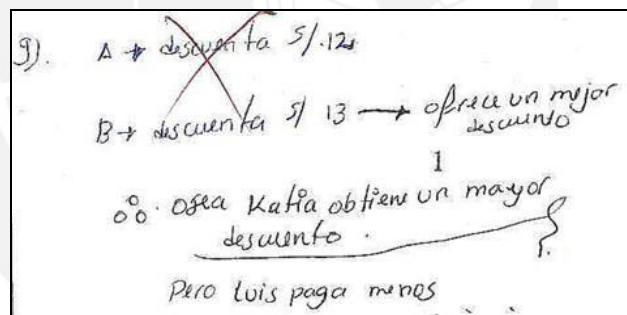 9). A → descuenta S/.12
B → descuenta S/ 13 → ofrece un mejor
descuento
1
osea Katia obtiene un mayor
descuento.
Pero Luis paga menos